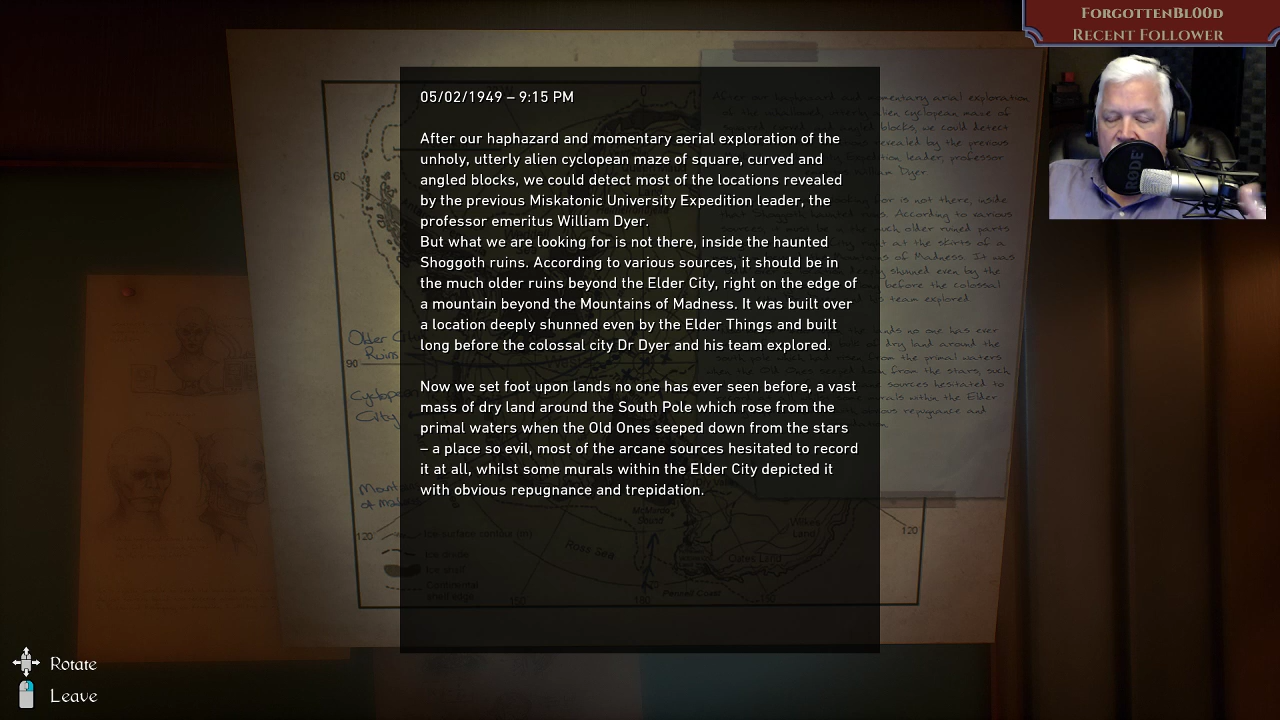 ForgottenBl00d
Recent Follower
05/02/1949 – 9:15 PM
After our haphazard and momentary aerial exploration of the
unholy, utterly alien cyclopean maze of square, curved and
angled blocks, we could detect most of the locations revealed
by the previous Miskatonic University Expedition leader, the
professor emeritus William Dyer.
But what we are looking for is not there, inside the haunted
Shoggoth ruins. According to various sources, it should be in
the much older ruins beyond the Elder City, right on the edge of
a mountain beyond the Mountains of Madness. It was built over
a location deeply shunned even by the Elder Things and built
long before the colossal city Dr Dyer and his team explored.
Now we set foot upon lands no one has ever seen before, a vast
mass of dry land around the South Pole which rose from the
primal waters when the Old Ones seeped down from the stars
– a place so evil, most of the arcane sources hesitated to record
it at all, whilst some murals within the Elder City depicted it
with obvious repugnance and trepidation.
60
90
120
Ross Sea
120
RODE
Rotate
Leave